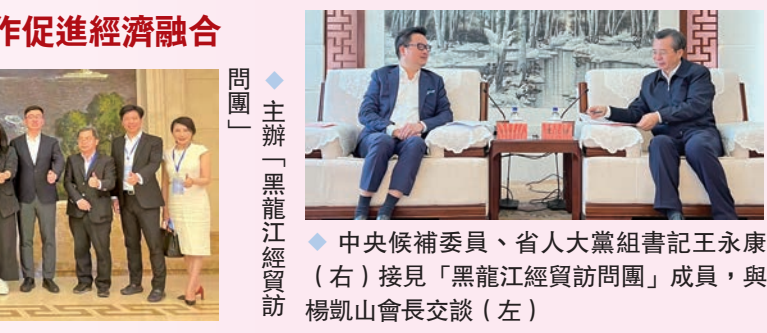 作促進經濟融合
◆ 主辦「黑龍江經貿訪
問團」
◆ 中央候補委員、省人大黨組書記王永康
（右）接見「黑龍江經貿訪問團」成員，與
楊凱山會長交談（左）